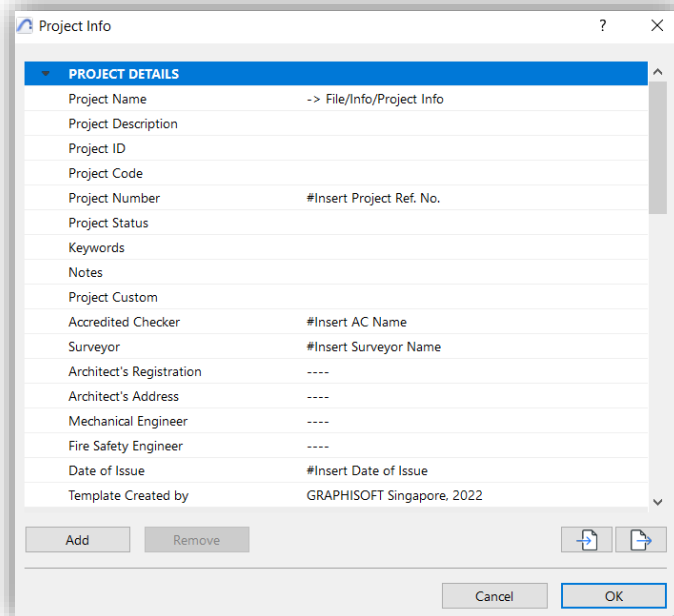 Project Info ?
PROJECT DETAILS
Project Name -> File/Info/Project Info
Project Description
Project ID
Project Code
Project Number #Insert Project Ref. No.
Project Status
Keywords
Notes
Project Custom
Accredited Checker #Insert AC Name
Surveyor #Insert Surveyor Name
Architect's Registration ----
Architect's Address ----
Mechanical Engineer ----
Fire Safety Engineer ----
Date of Issue #Insert Date of Issue
Template Created by GRAPHISOFT Singapore, 2022
Add Remove
Cancel OK